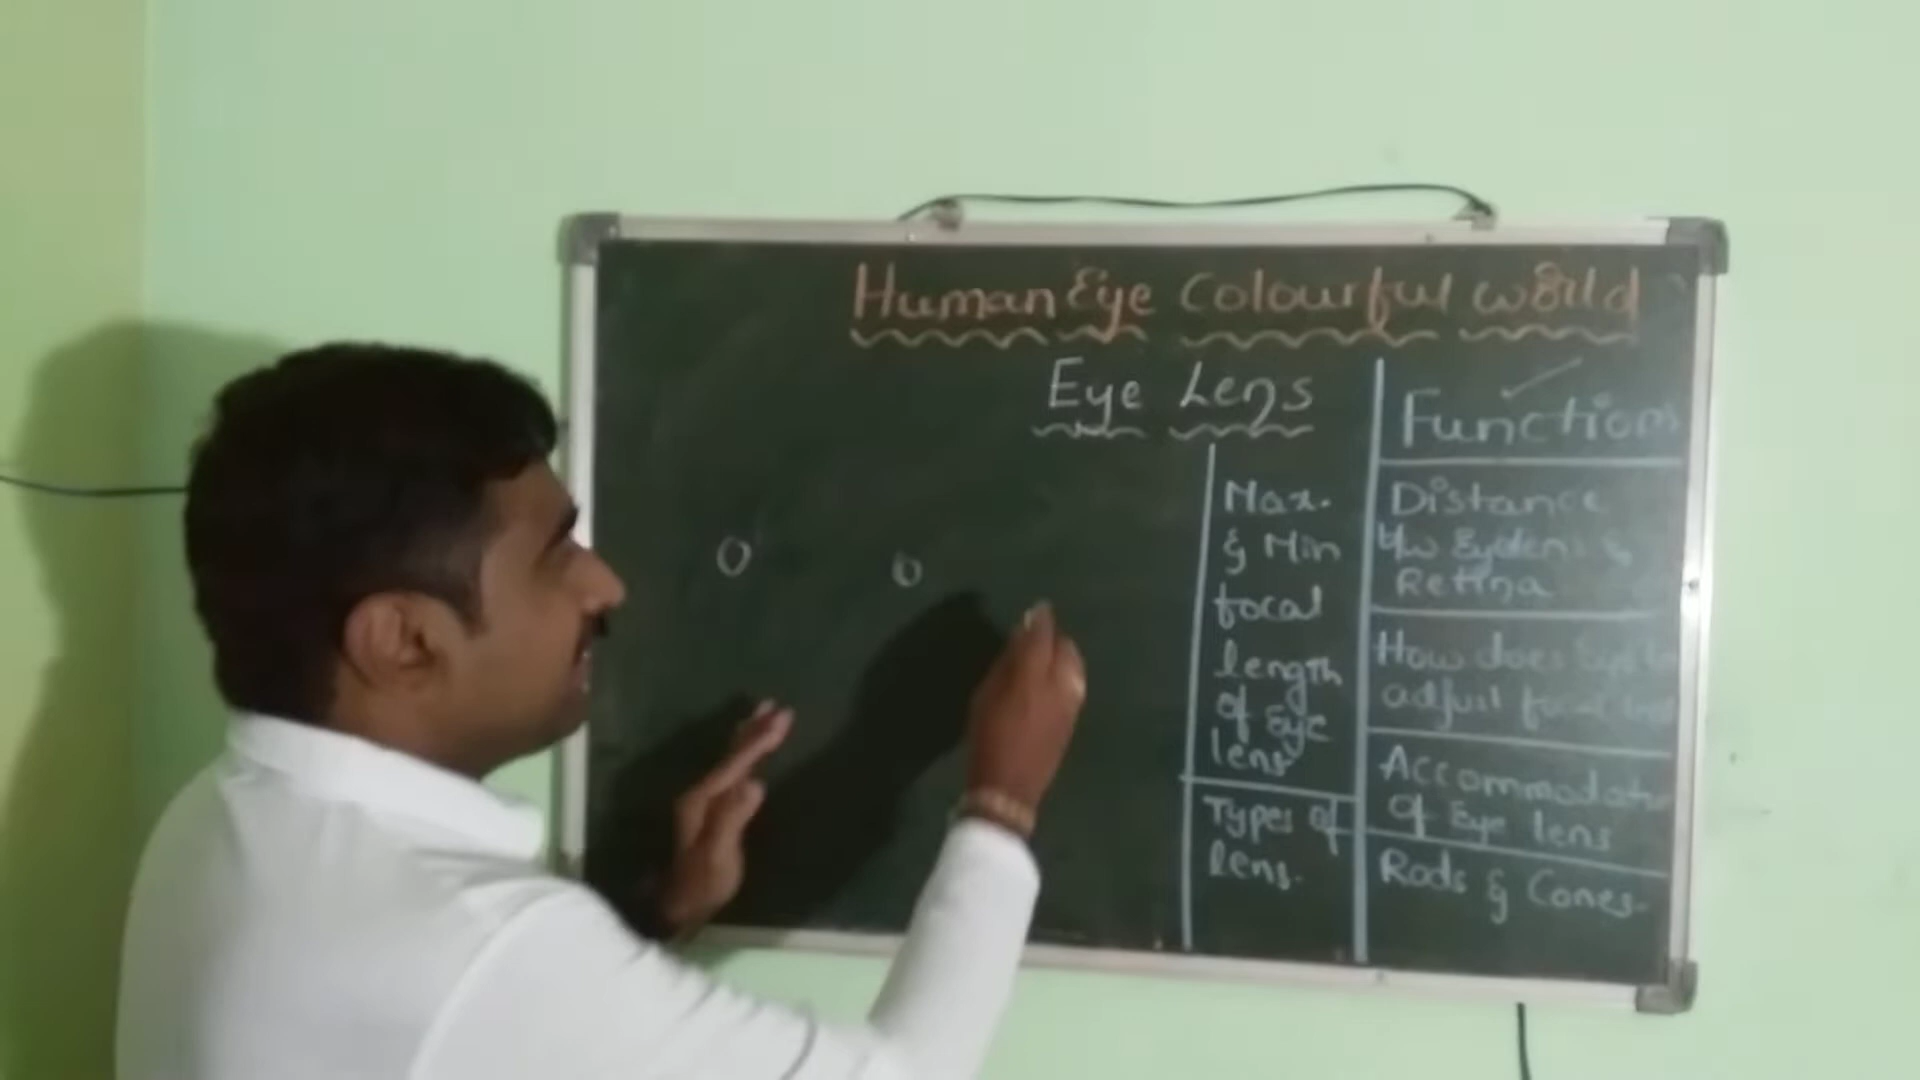 Human Eye Colourful world
Eye Lens
Max.
& Min
focal
length
of Eye
lens
Types of
lens.
Functions
Distance
b/w Eyelens &
Retina
How does Eye
adjust
Accommodation
of Eye lens
Rods & Cones.
O
O